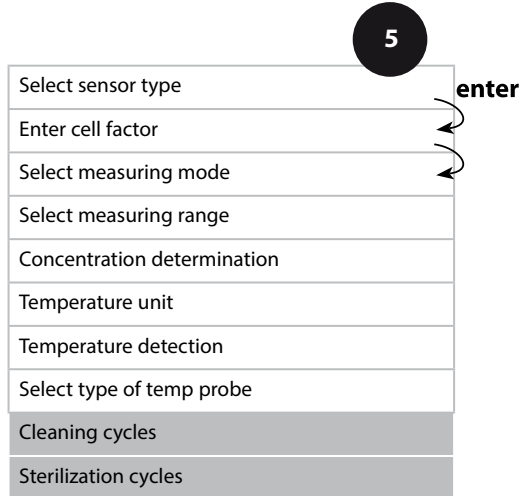 5
Select sensor type
enter
Enter cell factor
Select measuring mode
Select measuring range
Concentration determination
Temperature unit
Temperature detection
Select type of temp probe
Cleaning cycles
Sterilization cycles